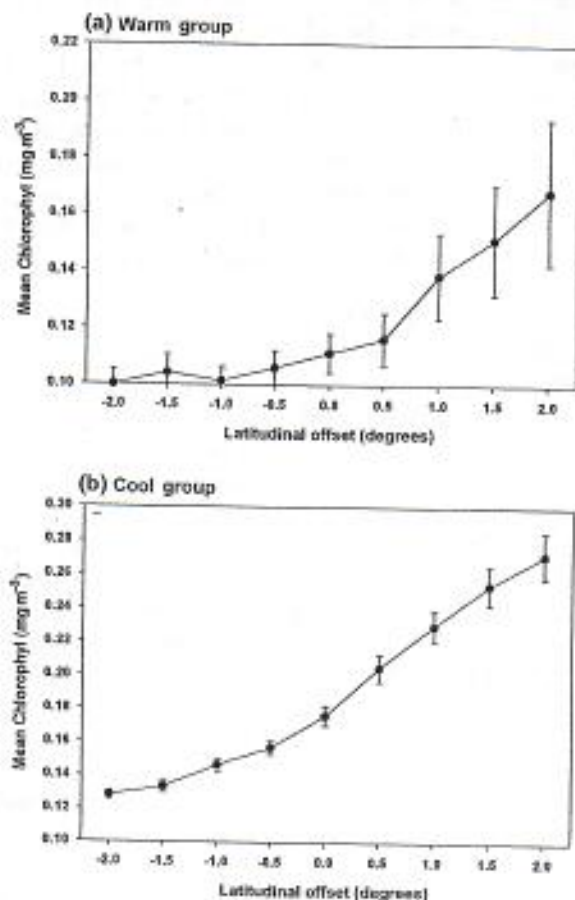 (a) Warm group
0.22
0.20
0.18
0.16
0.14
0.12
0.10
Mean Chlorophyl (mg m-3)
-2.0 -1.5 -1.0 -0.5 0.0 0.5 1.0 1.5 2.0
Latitudinal offset (degrees)
(b) Cool group
0.30
0.28
0.26
0.24
0.22
0.20
0.18
0.16
0.14
0.12
0.10
Mean Chlorophyl (mg m⁻³)
-2.0 -1.5 -1.0 -0.5 0.0 0.5 1.0 1.5 2.0
Latitudinal offset (degrees)